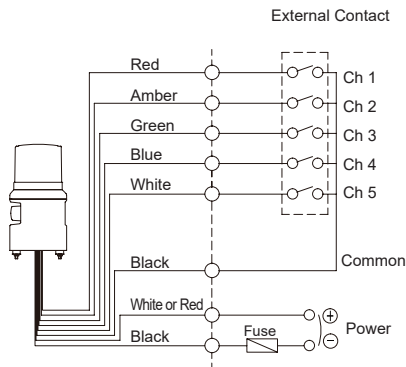 External Contact
Red
Ch 1
Amber
Ch 2
Green
Ch 3
Blue
Ch 4
White
Ch 5
Black
Common
White or Red
+
Fuse
Power
Black
−